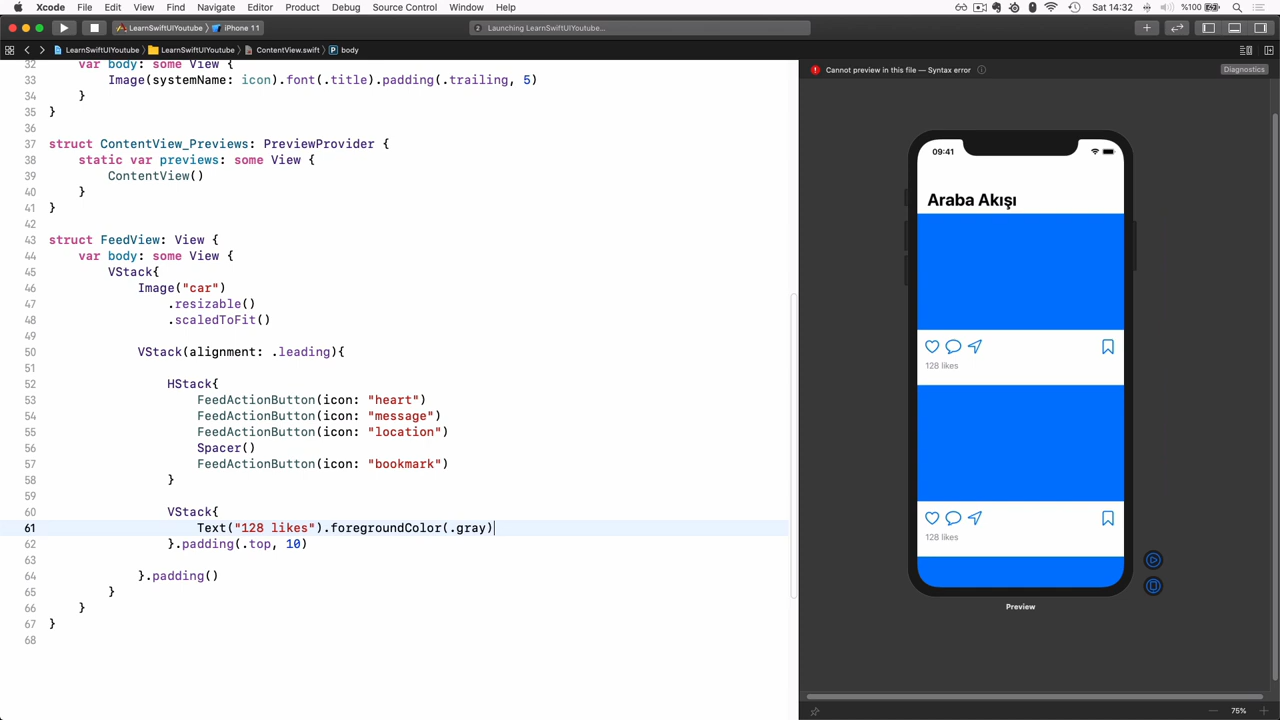 Xcode File Edit View Find Navigate Editor Product Debug Source Control Window Help Sat 14:32 %100
LearnSwiftUIYoutube iPhone 11 Launching LearnSwiftUIYoutube...
LearnSwiftUIYoutube LearnSwiftUIYoutube ContentView.swift body
32 var body: some View {
33 Image(systemName: icon).font(.title).padding(.trailing, 5)
34 }
35 }
36
37 struct ContentView_Previews: PreviewProvider {
38 static var previews: some View {
39 ContentView()
40 }
41 }
42
43 struct FeedView: View {
44 var body: some View {
45 VStack{
46 Image("car")
47 .resizable()
48 .scaledToFit()
49
50 VStack(alignment: .leading){
51
52 HStack{
53 FeedActionButton(icon: "heart")
54 FeedActionButton(icon: "message")
55 FeedActionButton(icon: "location")
56 Spacer()
57 FeedActionButton(icon: "bookmark")
58 }
59
60 VStack{
61 Text("128 likes").foregroundColor(.gray)
62 }.padding(.top, 10)
63
64 }.padding()
65 }
66 }
67 }
68
Cannot preview in this file — Syntax error Diagnostics
09:41
Araba Akışı
128 likes
128 likes
Preview
75%